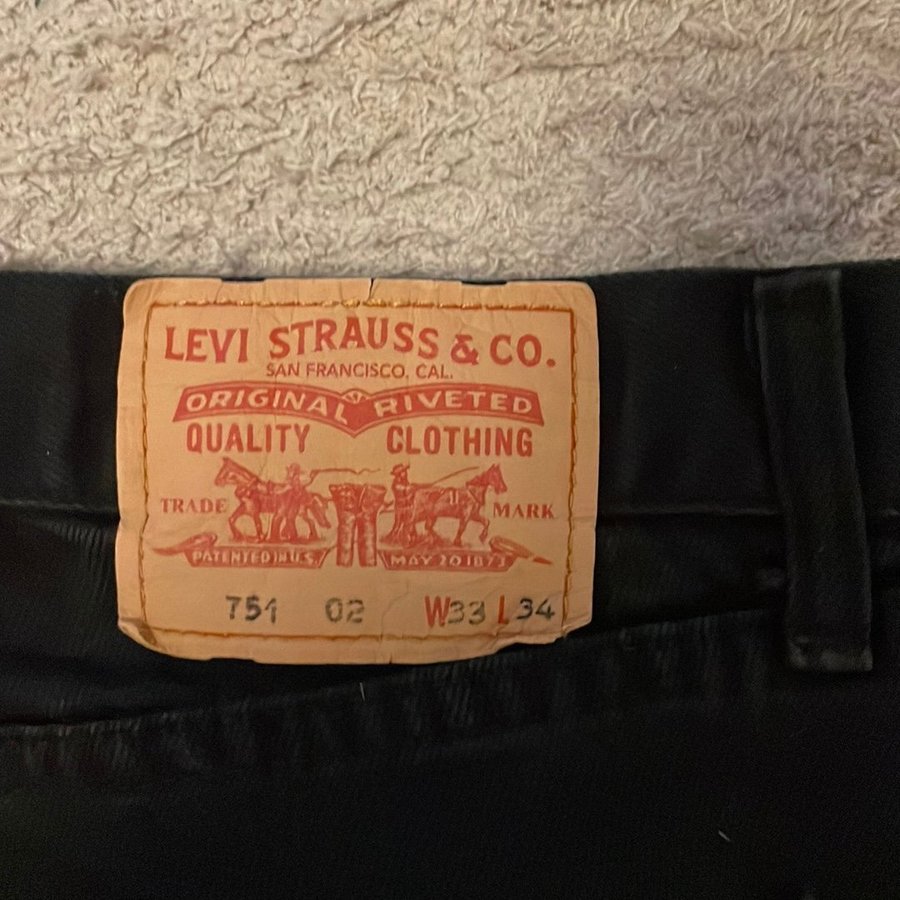 LEVI STRAUSS & CO.
SAN FRANCISCO, CAL.
ORIGINAL RIVETED
QUALITY CLOTHING
TRADE MARK
PATENTED IN U.S. MAY 20 1873
751 02 W33 L34